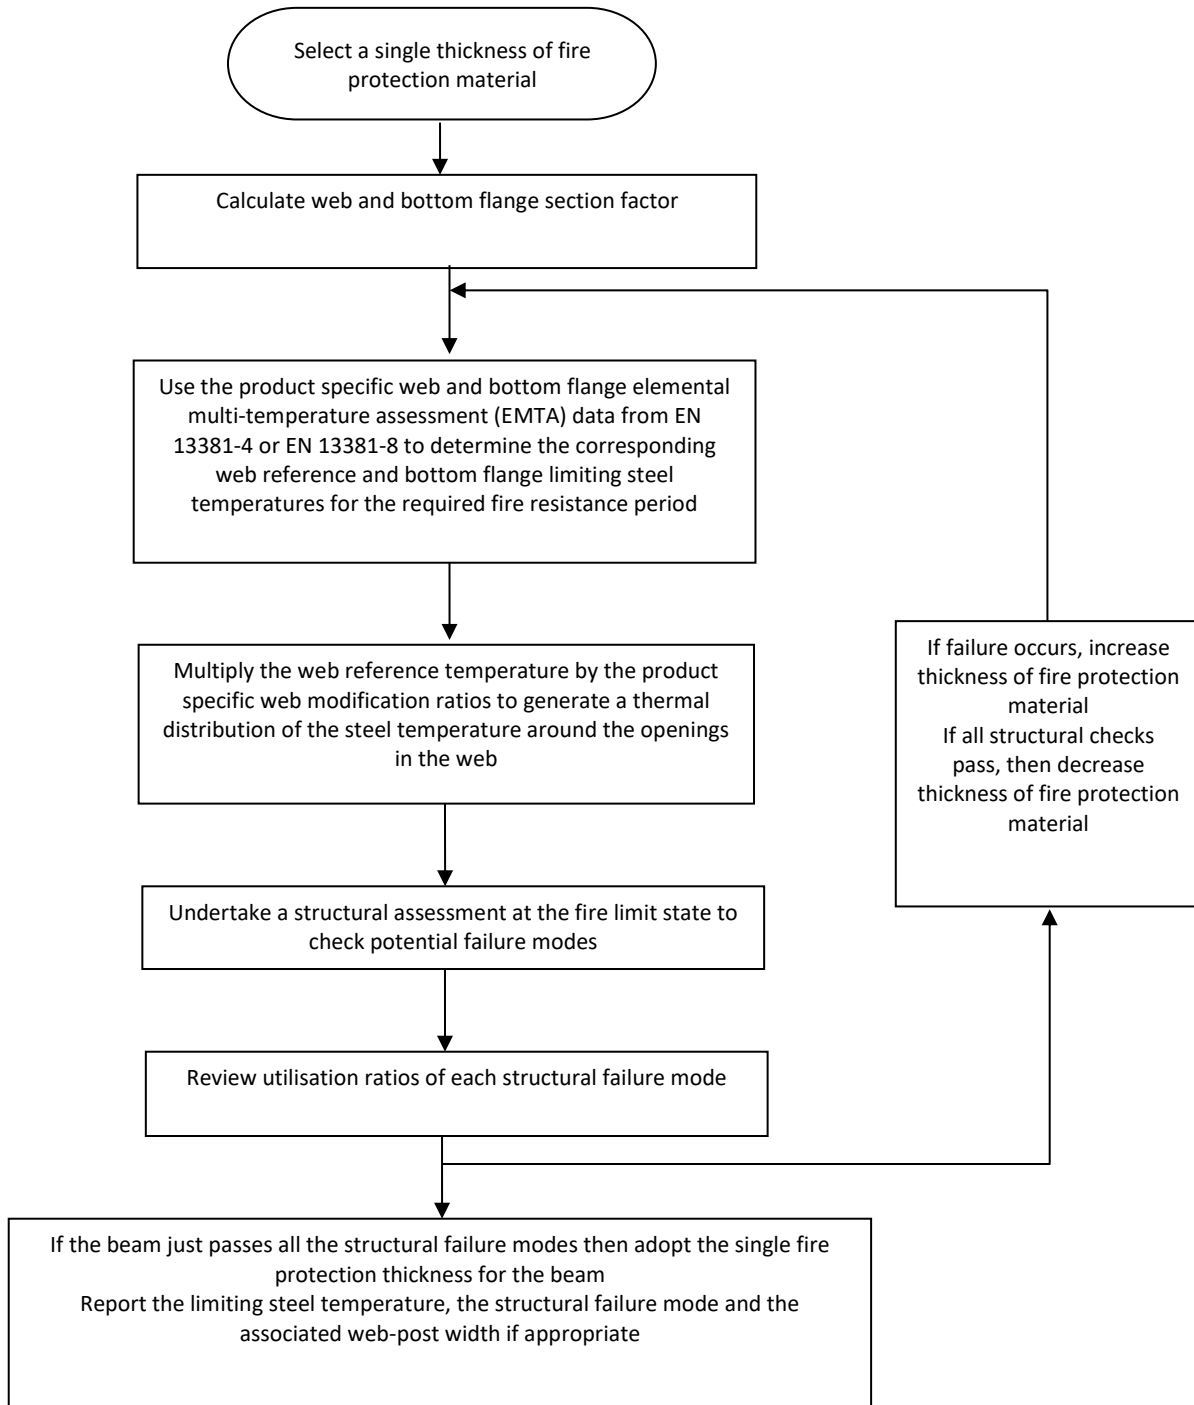 Select a single thickness of fire
protection material
Calculate web and bottom flange section factor
Use the product specific web and bottom flange elemental
multi-temperature assessment (EMTA) data from EN
13381-4 or EN 13381-8 to determine the corresponding
web reference and bottom flange limiting steel
temperatures for the required fire resistance period
Multiply the web reference temperature by the product
specific web modification ratios to generate a thermal
distribution of the steel temperature around the openings
in the web
Undertake a structural assessment at the fire limit state to
check potential failure modes
Review utilisation ratios of each structural failure mode
If failure occurs, increase
thickness of fire protection
material
If all structural checks
pass, then decrease
thickness of fire protection
material
If the beam just passes all the structural failure modes then adopt the single fire
protection thickness for the beam
Report the limiting steel temperature, the structural failure mode and the
associated web-post width if appropriate